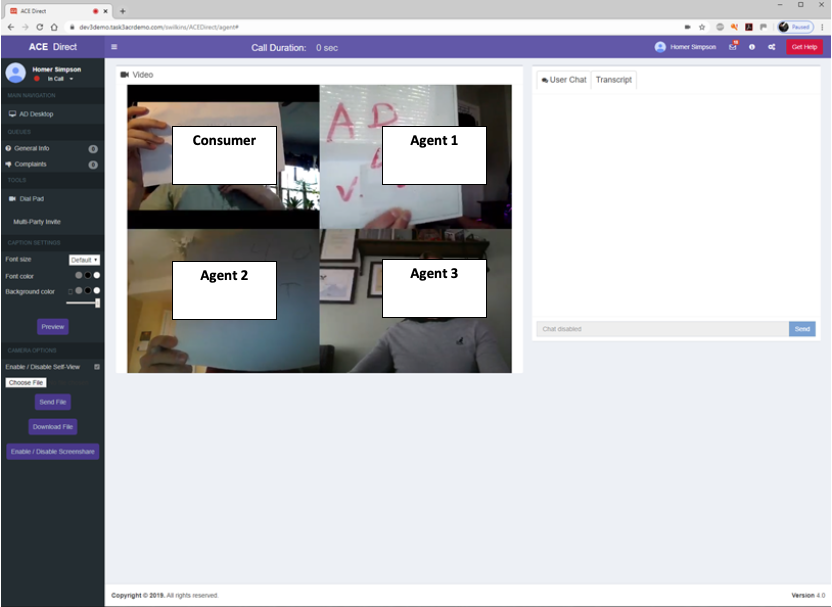 ACE Direct
dev3demo.task3acrdemo.com/owilkins/ACEDirect/agent#
Paused
ACE Direct
Call Duration: 0 sec
Homer Simpson
Get Help
Homer Simpson
In Call
MAIN NAVIGATION
AD Desktop
QUEUES
General Info 0
Complaints 0
TOOLS
Dial Pad
Multi-Party Invite
CAPTION SETTINGS
Font size Default
Font color
Background color
Preview
CAMERA OPTIONS
Enable / Disable Self-View
Choose File
Send File
Download File
Enable / Disable Screenshare
Video
Consumer
A D
Agent 1
V.
Agent 2
Agent 3
User Chat Transcript
Chat disabled Send
Copyright © 2019. All rights reserved.
Version 4.0